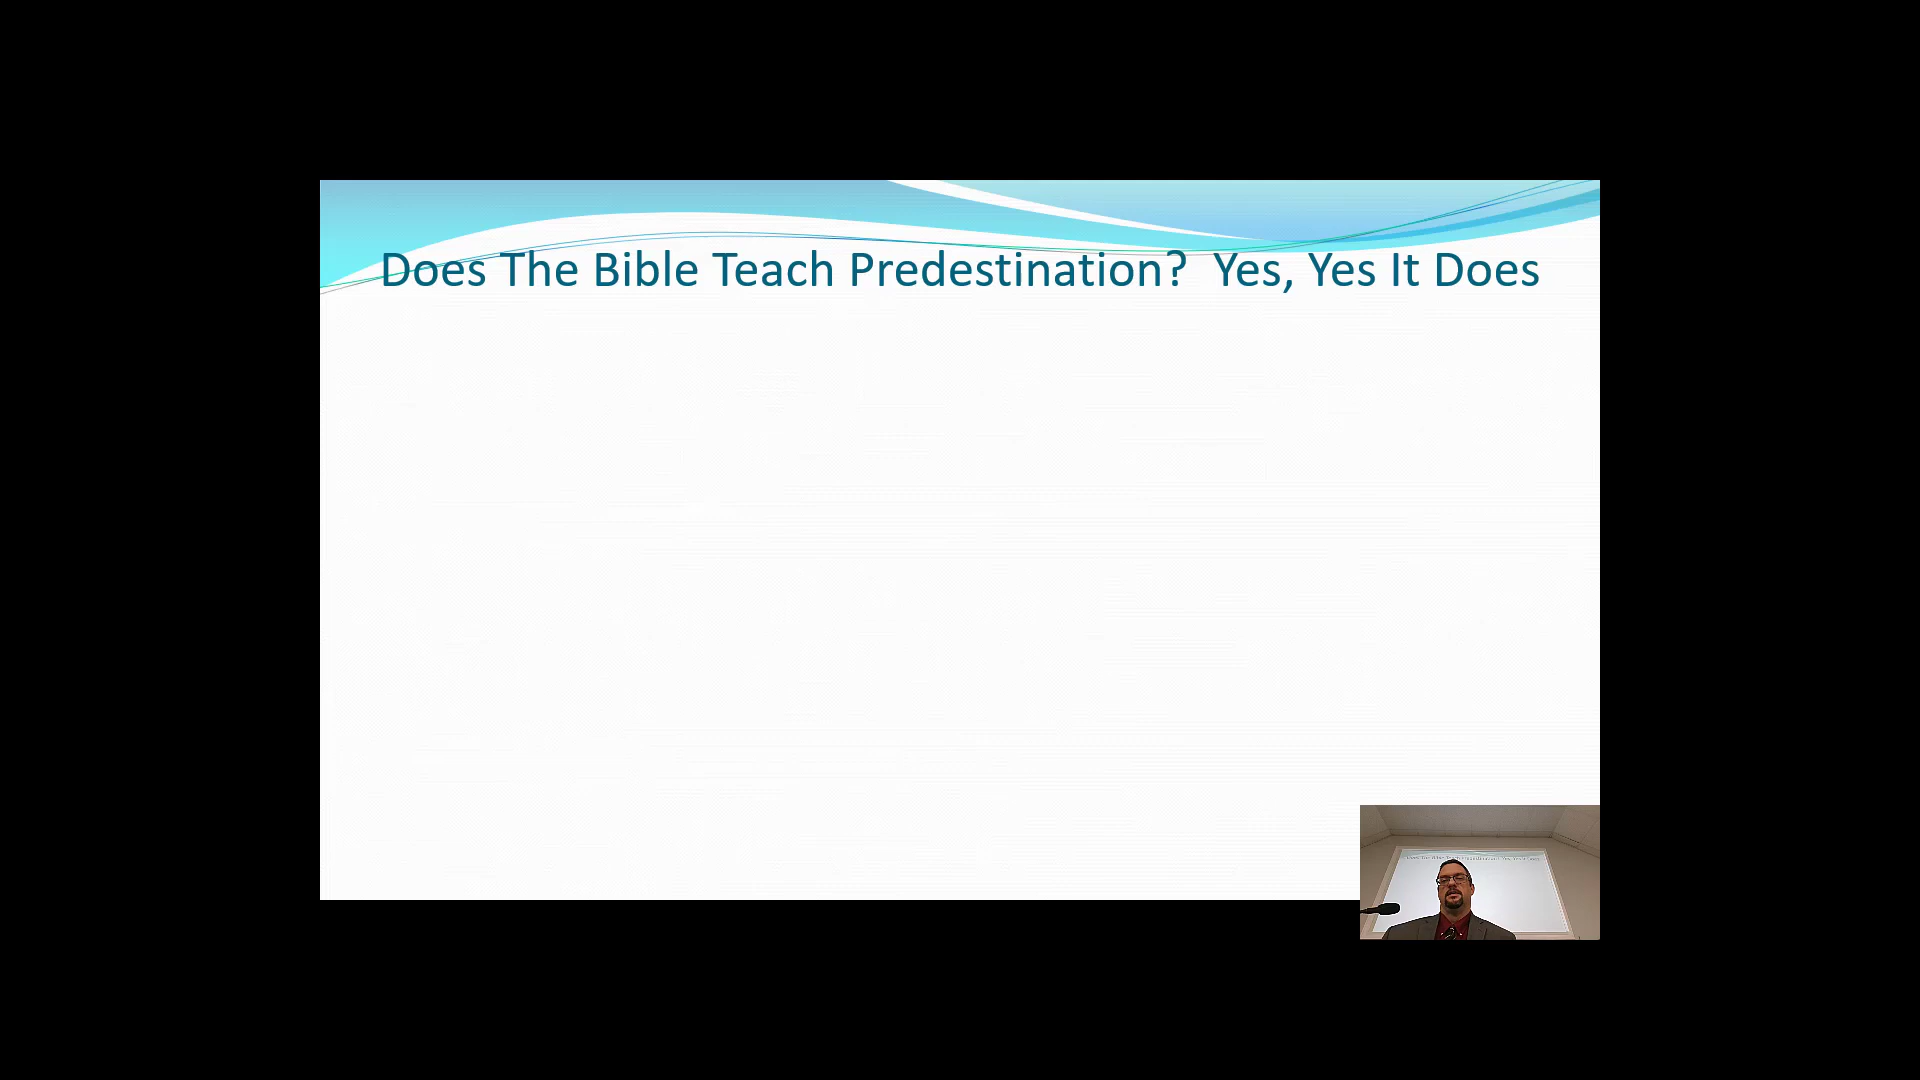 Does The Bible Teach Predestination?  Yes, Yes It Does